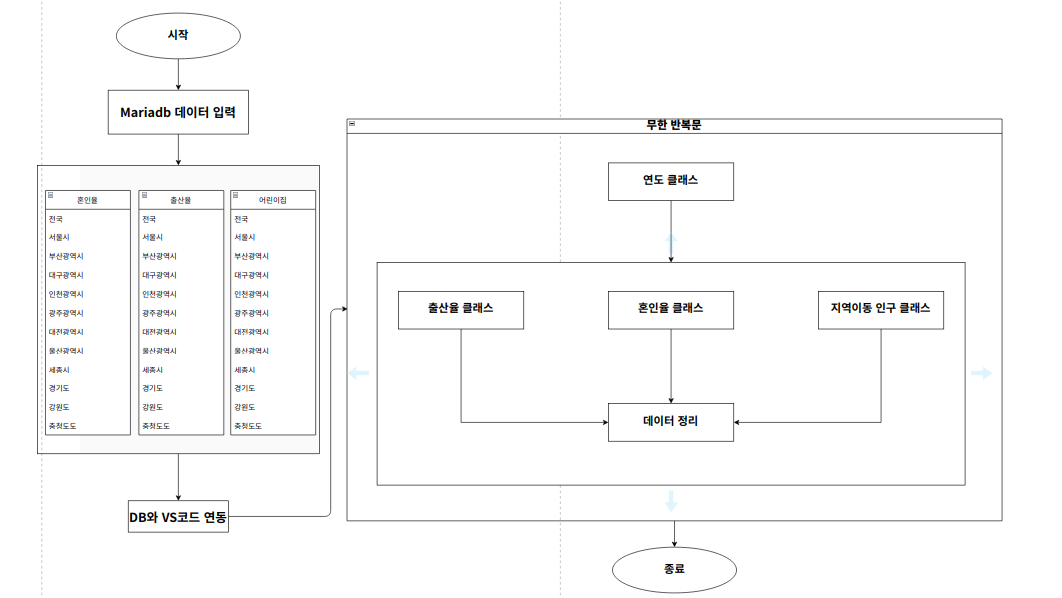 시작
Mariadb 데이터 입력
혼인율
전국
서울시
부산광역시
대구광역시
인천광역시
광주광역시
대전광역시
울산광역시
세종시
경기도
강원도
충청도도
출산율
전국
서울시
부산광역시
대구광역시
인천광역시
광주광역시
대전광역시
울산광역시
세종시
경기도
강원도
충청도도
어린이집
전국
서울시
부산광역시
대구광역시
인천광역시
광주광역시
대전광역시
울산광역시
세종시
경기도
강원도
충청도도
DB와 VS코드 연동
무한 반복문
연도 클래스
출산율 클래스
혼인율 클래스
지역이동 인구 클래스
데이터 정리
종료